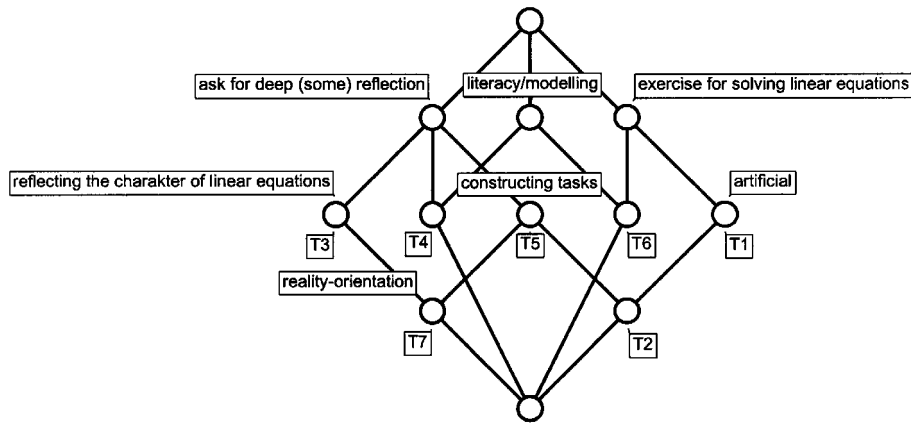 ask for deep (some) reflection
literacy/modelling
exercise for solving linear equations
reflecting the charakter of linear equations
constructing tasks
artificial
T3
T4
T5
T6
T1
reality-orientation
T7
T2